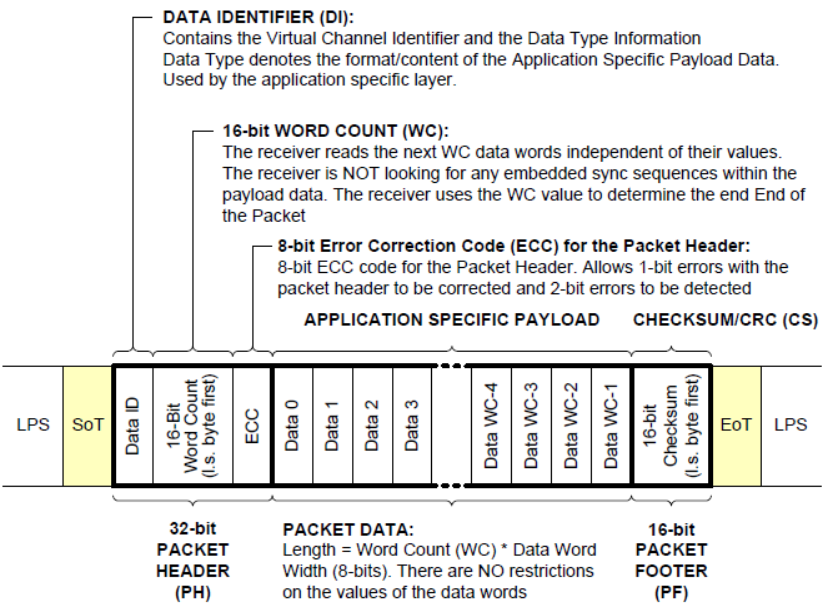 DATA IDENTIFIER (DI):
Contains the Virtual Channel Identifier and the Data Type Information
Data Type denotes the format/content of the Application Specific Payload Data.
Used by the application specific layer.
16-bit WORD COUNT (WC):
The receiver reads the next WC data words independent of their values.
The receiver is NOT looking for any embedded sync sequences within the
payload data. The receiver uses the WC value to determine the end End of
the Packet
8-bit Error Correction Code (ECC) for the Packet Header:
8-bit ECC code for the Packet Header. Allows 1-bit errors with the
packet header to be corrected and 2-bit errors to be detected
APPLICATION SPECIFIC PAYLOAD
CHECKSUM/CRC (CS)
LPS
SoT
Data ID
16-Bit
Word Count
(l.s. byte first)
ECC
Data 0
Data 1
Data 2
Data 3
Data WC-4
Data WC-3
Data WC-2
Data WC-1
16-bit
Checksum
(l.s. byte first)
EoT
LPS
32-bit
PACKET
HEADER
(PH)
PACKET DATA:
Length = Word Count (WC) * Data Word
Width (8-bits). There are NO restrictions
on the values of the data words
16-bit
PACKET
FOOTER
(PF)